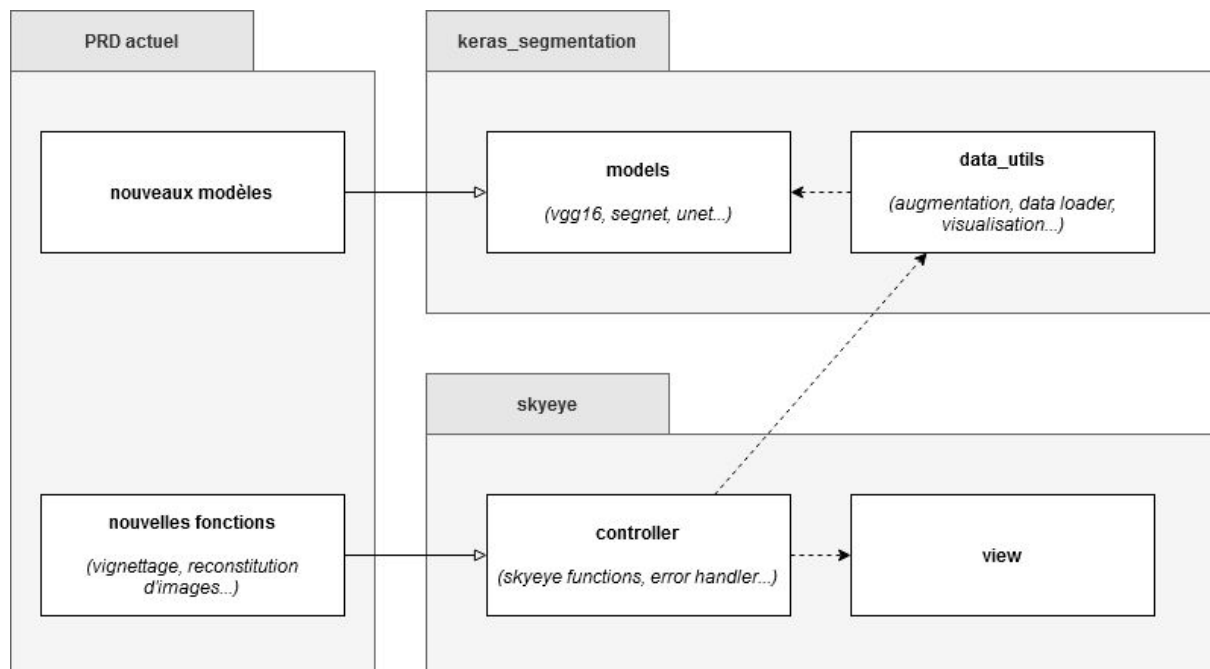 PRD actuel
keras_segmentation
nouveaux modèles
models
(vgg16, segnet, unet...)
data_utils
(augmentation, data loader,
visualisation...)
skyeye
nouvelles fonctions
(vignettage, reconstitution
d'images...)
controller
(skyeye functions, error handler...)
view